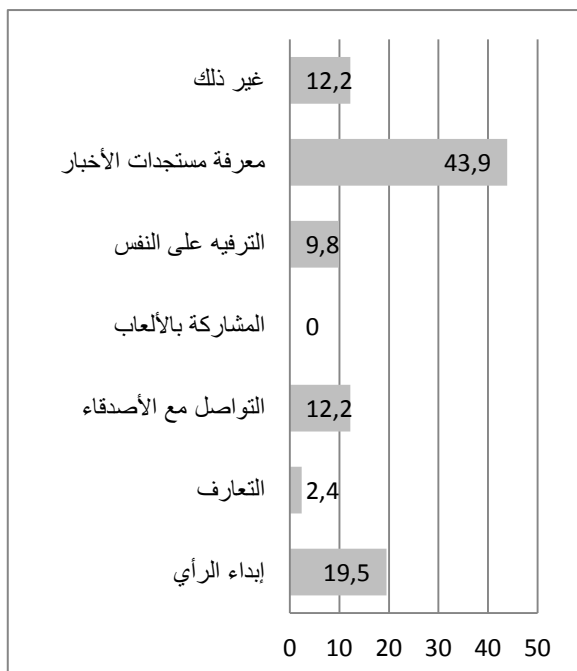 غير ذلك
12,2
معرفة مستجدات الأخبار
43,9
الترفيه على النفس
9,8
المشاركة بالألعاب
0
التواصل مع الأصدقاء
12,2
التعارف
2,4
إبداء الرأي
19,5
0 10 20 30 40 50